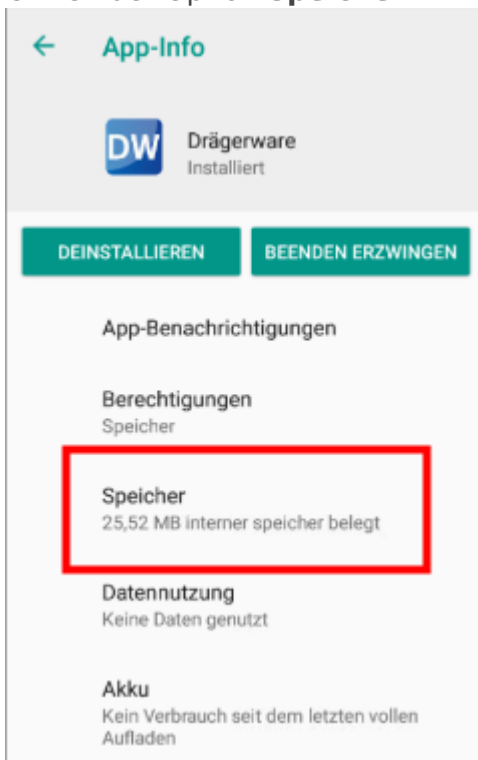 App-Info
DW
Drägerware
Installiert
DEINSTALLIEREN
BEENDEN ERZWINGEN
App-Benachrichtigungen
Berechtigungen
Speicher
Speicher
25,52 MB interner speicher belegt
Datennutzung
Keine Daten genutzt
Akku
Kein Verbrauch seit dem letzten vollen
Aufladen